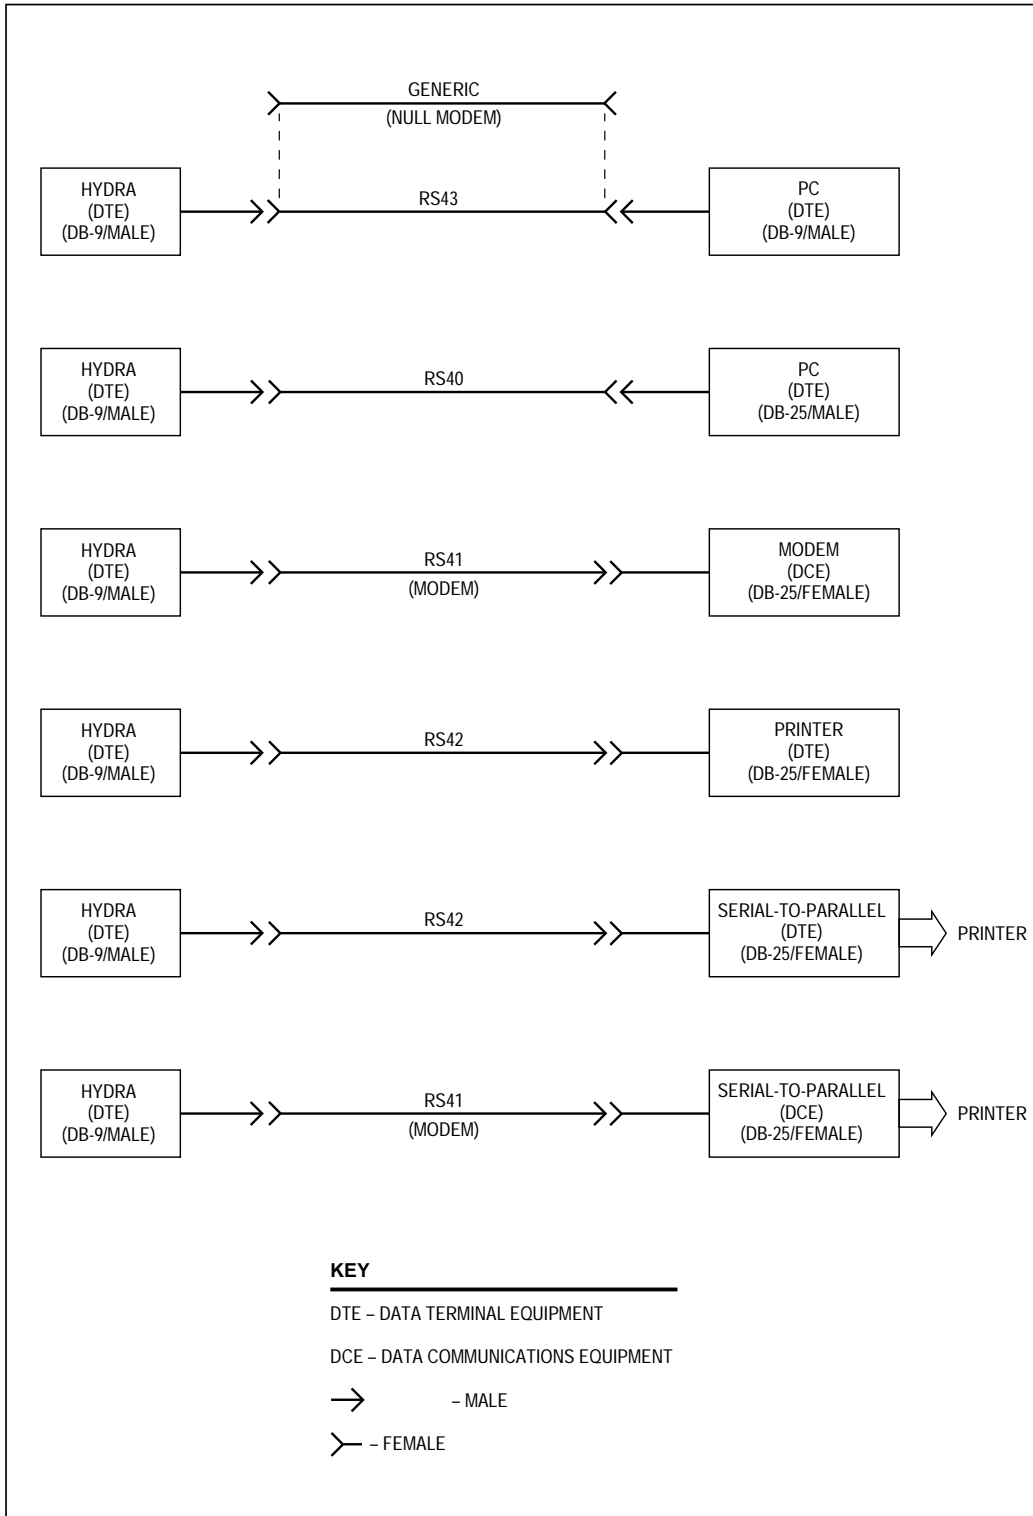 GENERIC
(NULL MODEM)
HYDRA
(DTE)
(DB-9/MALE)
RS43
PC
(DTE)
(DB-9/MALE)
HYDRA
(DTE)
(DB-9/MALE)
RS40
PC
(DTE)
(DB-25/MALE)
HYDRA
(DTE)
(DB-9/MALE)
RS41
(MODEM)
MODEM
(DCE)
(DB-25/FEMALE)
HYDRA
(DTE)
(DB-9/MALE)
RS42
PRINTER
(DTE)
(DB-25/FEMALE)
HYDRA
(DTE)
(DB-9/MALE)
RS42
SERIAL-TO-PARALLEL
(DTE)
(DB-25/FEMALE)
PRINTER
HYDRA
(DTE)
(DB-9/MALE)
RS41
(MODEM)
SERIAL-TO-PARALLEL
(DCE)
(DB-25/FEMALE)
PRINTER
KEY
DTE – DATA TERMINAL EQUIPMENT
DCE – DATA COMMUNICATIONS EQUIPMENT
– MALE
– FEMALE